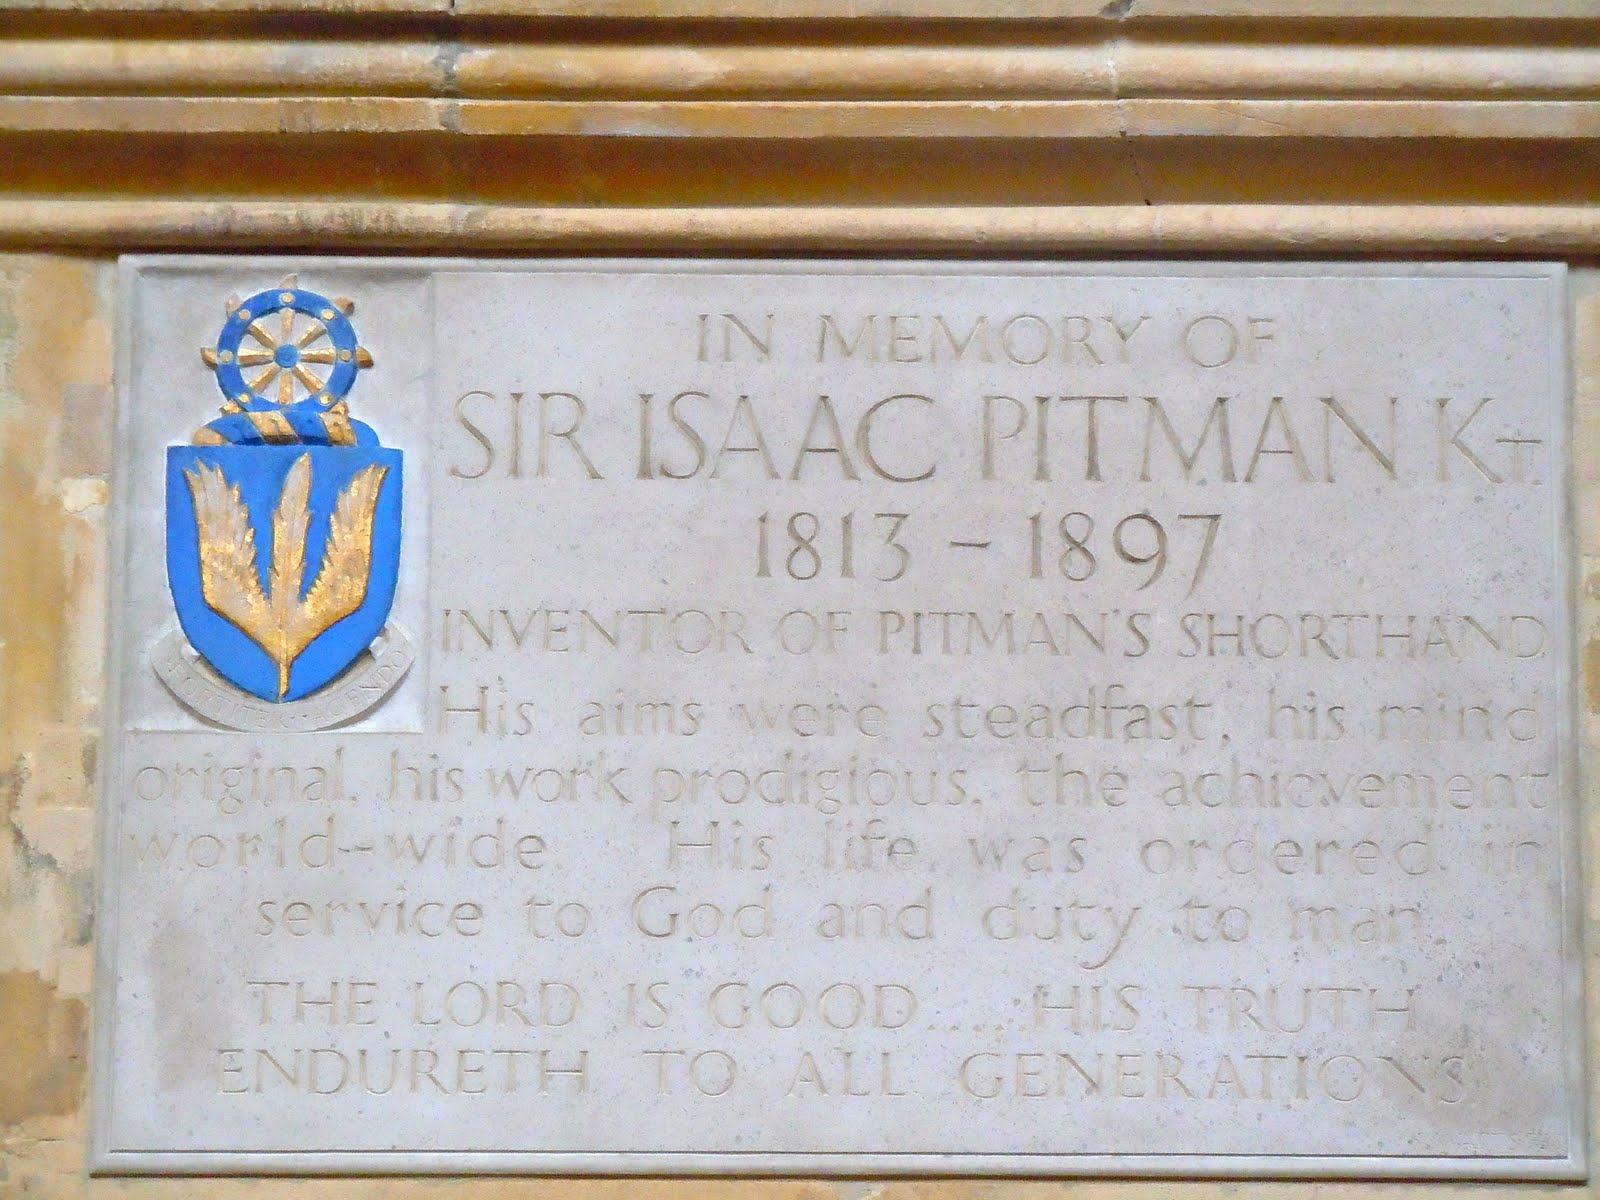 IN MEMORY OF
SIR ISAAC PITMAN KT.
1813 - 1897
INVENTOR OF PITMAN'S SHORTHAND
FORTITER AGENDO
His aims were steadfast, his mind
original, his work prodigious, the achievement
world-wide. His life was ordered in
service to God and duty to man.
THE LORD IS GOOD.....HIS TRUTH
ENDURETH TO ALL GENERATIONS.